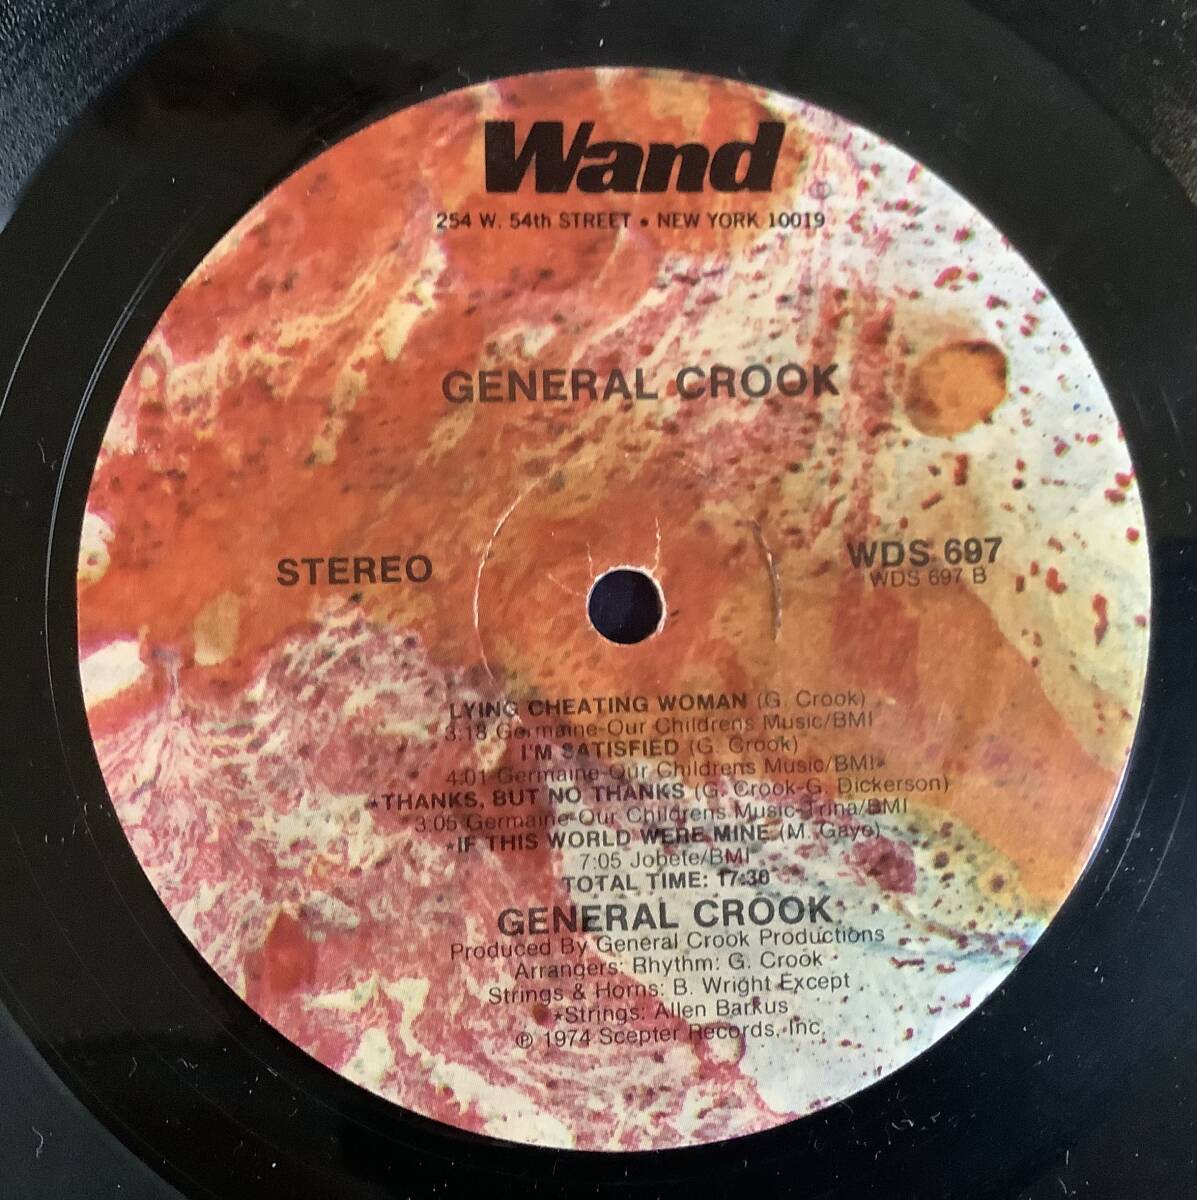 Wand
254 W. 54th STREET • NEW YORK 10019
GENERAL CROOK
STEREO
WDS 697
WDS 697 B
LYING CHEATING WOMAN (G. Crook)
3:18 Germaine-Our Childrens Music/BMI
I'M SATISFIED (G. Crook)
4:01 Germaine-Our Childrens Music/BMI
*THANKS, BUT NO THANKS (G. Crook-G. Dickerson)
3:05 Germaine-Our Childrens Music-Trina/BMI
*IF THIS WORLD WERE MINE (M. Gaye)
7:05 Jobete/BMI
TOTAL TIME: 17:30
GENERAL CROOK
Produced By General Crook Productions
Arrangers: Rhythm: G. Crook
Strings & Horns: B. Wright Except
*Strings: Allen Barkus
℗ 1974 Scepter Records, Inc.